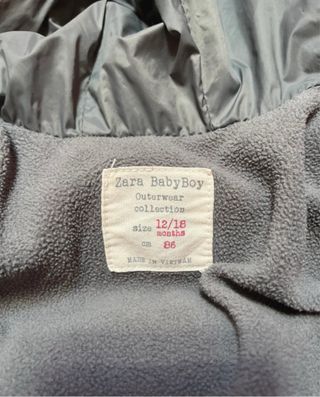 Zara BabyBoy
Outerwear
collection
size 12/18
months
cm 86
MADE IN VIETNAM